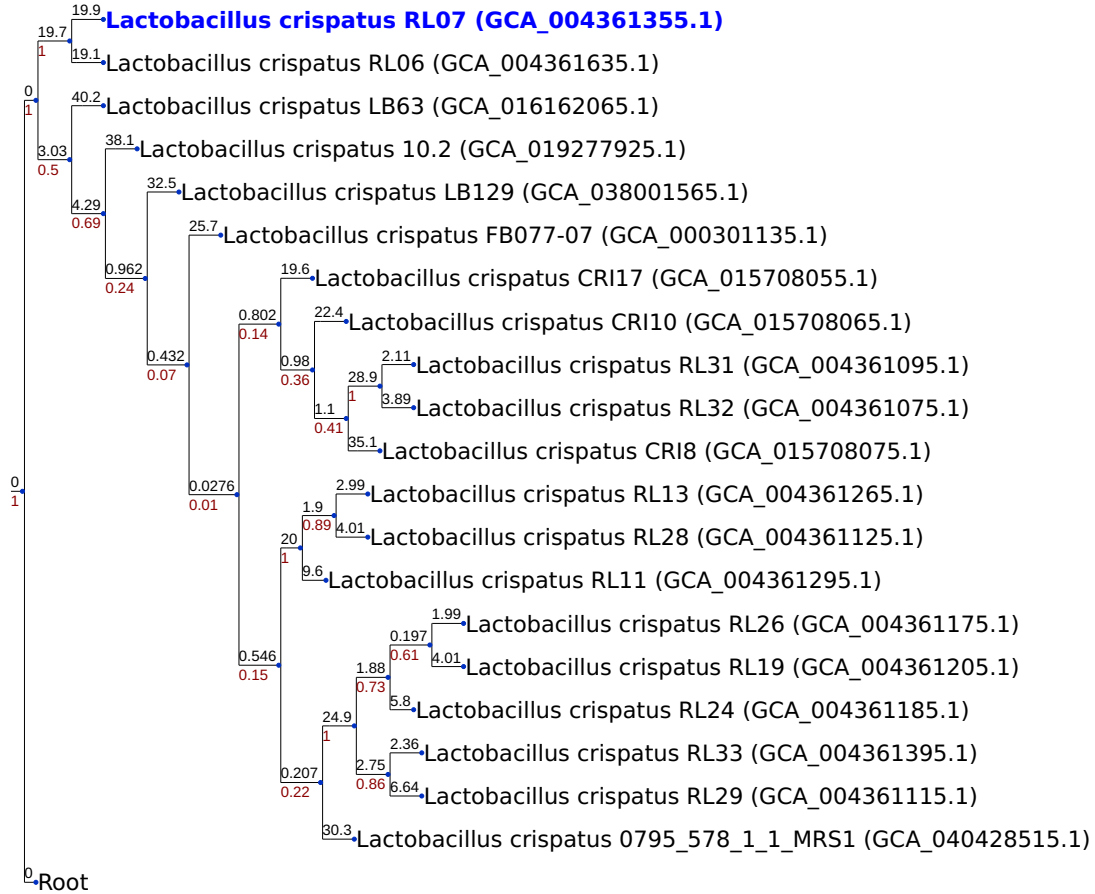 19.9
Lactobacillus crispatus RL07 (GCA_004361355.1)
19.7
1
19.1
Lactobacillus crispatus RL06 (GCA_004361635.1)
0
1
40.2
Lactobacillus crispatus LB63 (GCA_016162065.1)
3.03
0.5
38.1
Lactobacillus crispatus 10.2 (GCA_019277925.1)
4.29
0.69
32.5
Lactobacillus crispatus LB129 (GCA_038001565.1)
0.962
0.24
25.7
Lactobacillus crispatus FB077-07 (GCA_000301135.1)
0.432
0.07
19.6
Lactobacillus crispatus CRI17 (GCA_015708055.1)
0.802
0.14
22.4
Lactobacillus crispatus CRI10 (GCA_015708065.1)
0.98
0.36
2.11
Lactobacillus crispatus RL31 (GCA_004361095.1)
28.9
1
3.89
Lactobacillus crispatus RL32 (GCA_004361075.1)
1.1
0.41
35.1
Lactobacillus crispatus CRI8 (GCA_015708075.1)
0
1
0.0276
0.01
2.99
Lactobacillus crispatus RL13 (GCA_004361265.1)
1.9
0.89
4.01
Lactobacillus crispatus RL28 (GCA_004361125.1)
20
1
9.6
Lactobacillus crispatus RL11 (GCA_004361295.1)
1.99
Lactobacillus crispatus RL26 (GCA_004361175.1)
0.197
0.61
4.01
Lactobacillus crispatus RL19 (GCA_004361205.1)
0.546
0.15
1.88
0.73
5.8
Lactobacillus crispatus RL24 (GCA_004361185.1)
24.9
1
2.36
Lactobacillus crispatus RL33 (GCA_004361395.1)
2.75
0.86
6.64
Lactobacillus crispatus RL29 (GCA_004361115.1)
0.207
0.22
30.3
Lactobacillus crispatus 0795_578_1_1_MRS1 (GCA_040428515.1)
0
Root